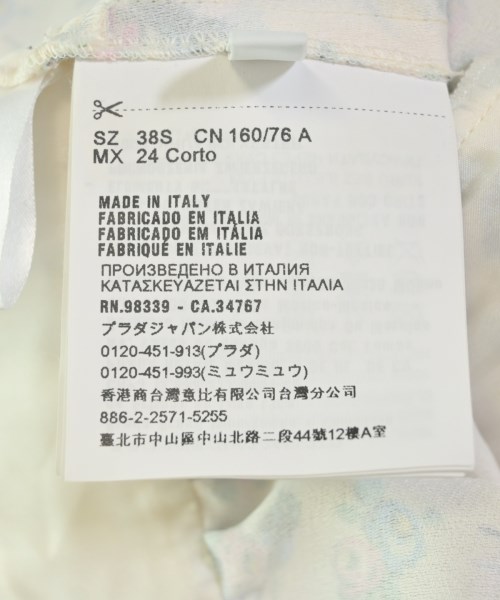 SZ 38S CN 160/76 A
MX 24 Corto
MADE IN ITALY
FABRICADO EN ITALIA
FABRICADO EM ITÁLIA
FABRIQUÉ EN ITALIE
ПРОИЗВЕДЕНО В ИТАЛИЯ
ΚΑΤΑΣΚΕΥΑΖΕΤΑΙ ΣΤΗΝ ΙΤΑΛΙΑ
RN.98339 - CA.34767
プラダジャパン株式会社
0120-451-913(プラダ)
0120-451-993(ミュウミュウ)
香港商台灣意比有限公司台灣分公司
886-2-2571-5255
臺北市中山區中山北路二段44號12樓A室